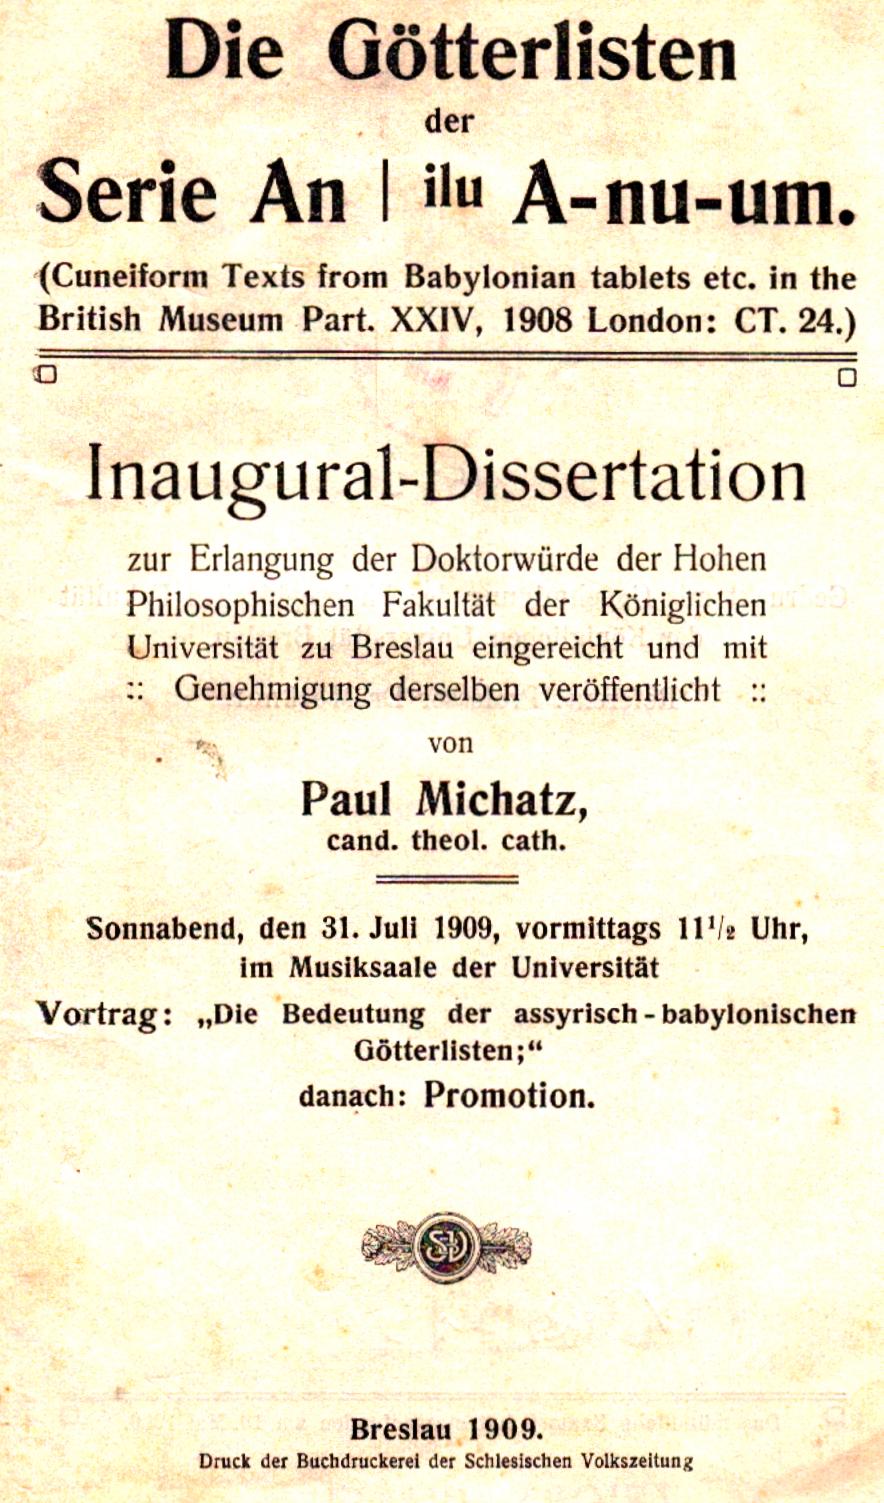 Die Götterlisten
der
Serie An | ilu A-nu-um.
(Cuneiform Texts from Babylonian tablets etc. in the
British Museum Part. XXIV, 1908 London: CT. 24.)
Inaugural-Dissertation
zur Erlangung der Doktorwürde der Hohen
Philosophischen Fakultät der Königlichen
Universität zu Breslau eingereicht und mit
:: Genehmigung derselben veröffentlicht ::
von
Paul Michatz,
cand. theol. cath.
Sonnabend, den 31. Juli 1909, vormittags 11¹/₂ Uhr,
im Musiksaale der Universität
Vortrag: „Die Bedeutung der assyrisch-babylonischen
Götterlisten;“
danach: Promotion.
Breslau 1909.
Druck der Buchdruckerei der Schlesischen Volkszeitung